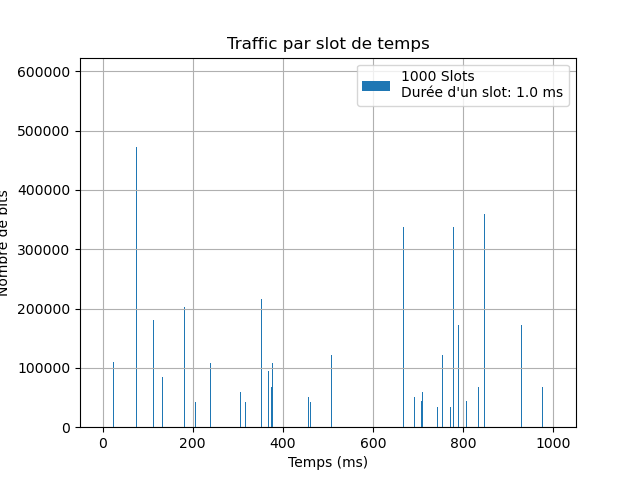 Traffic par slot de temps
1000 Slots
Durée d'un slot: 1.0 ms
600000
500000
400000
300000
200000
100000
0
Nombre de bits
0 200 400 600 800 1000
Temps (ms)